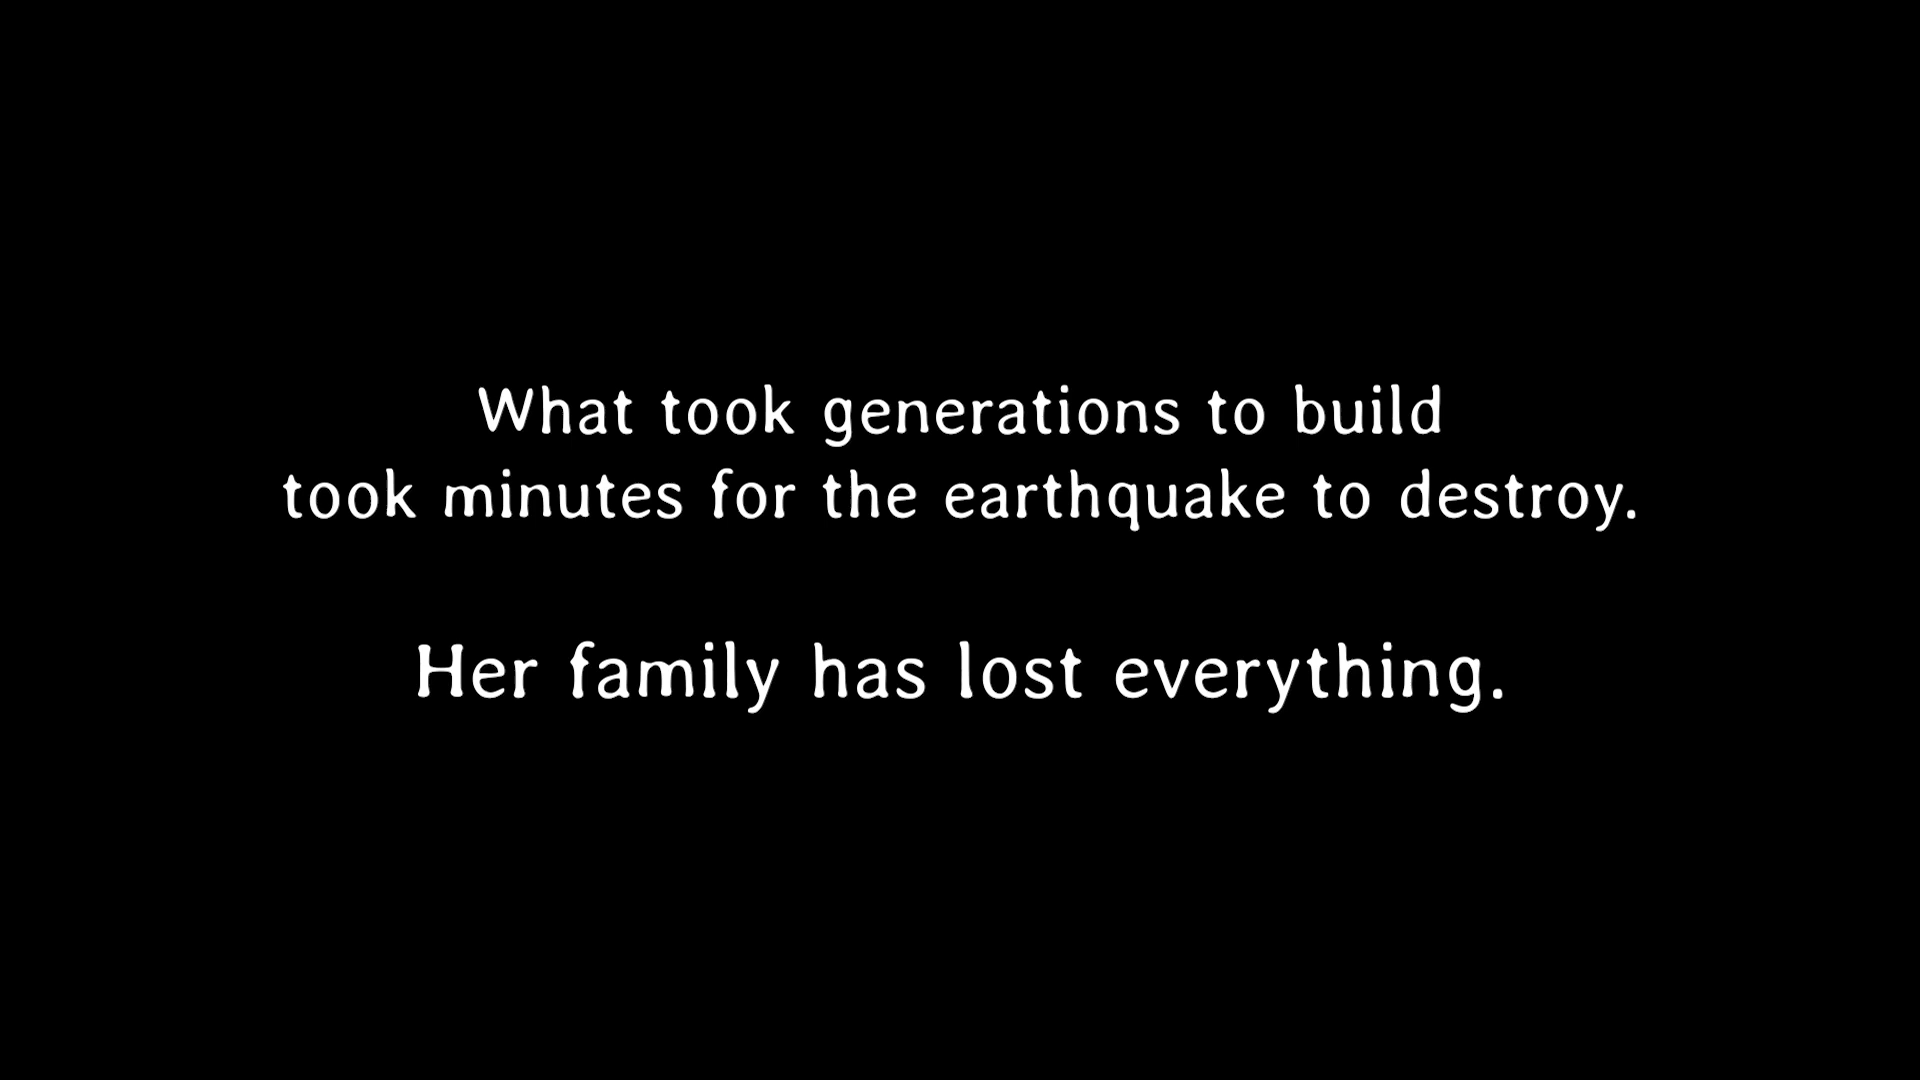 What took generations to build
took minutes for the earthquake to destroy.
Her family has lost everything.